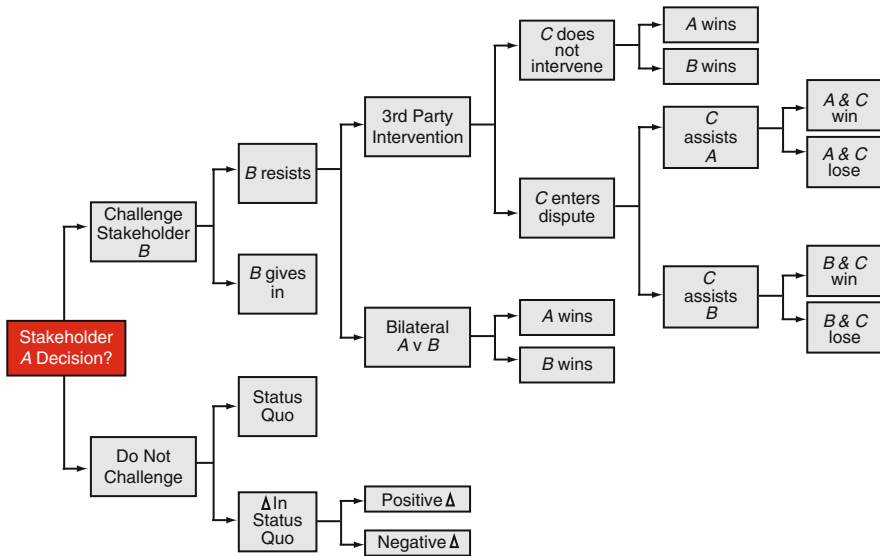 C does
not
intervene
A wins
B wins
3rd Party
Intervention
C
assists
A
A & C
win
A & C
lose
B resists
C enters
dispute
Challenge
Stakeholder
B
B gives
in
C
assists
B
B & C
win
B & C
lose
Bilateral
A v B
A wins
B wins
Stakeholder
A Decision?
Status
Quo
Do Not
Challenge
Δ In
Status
Quo
Positive Δ
Negative Δ